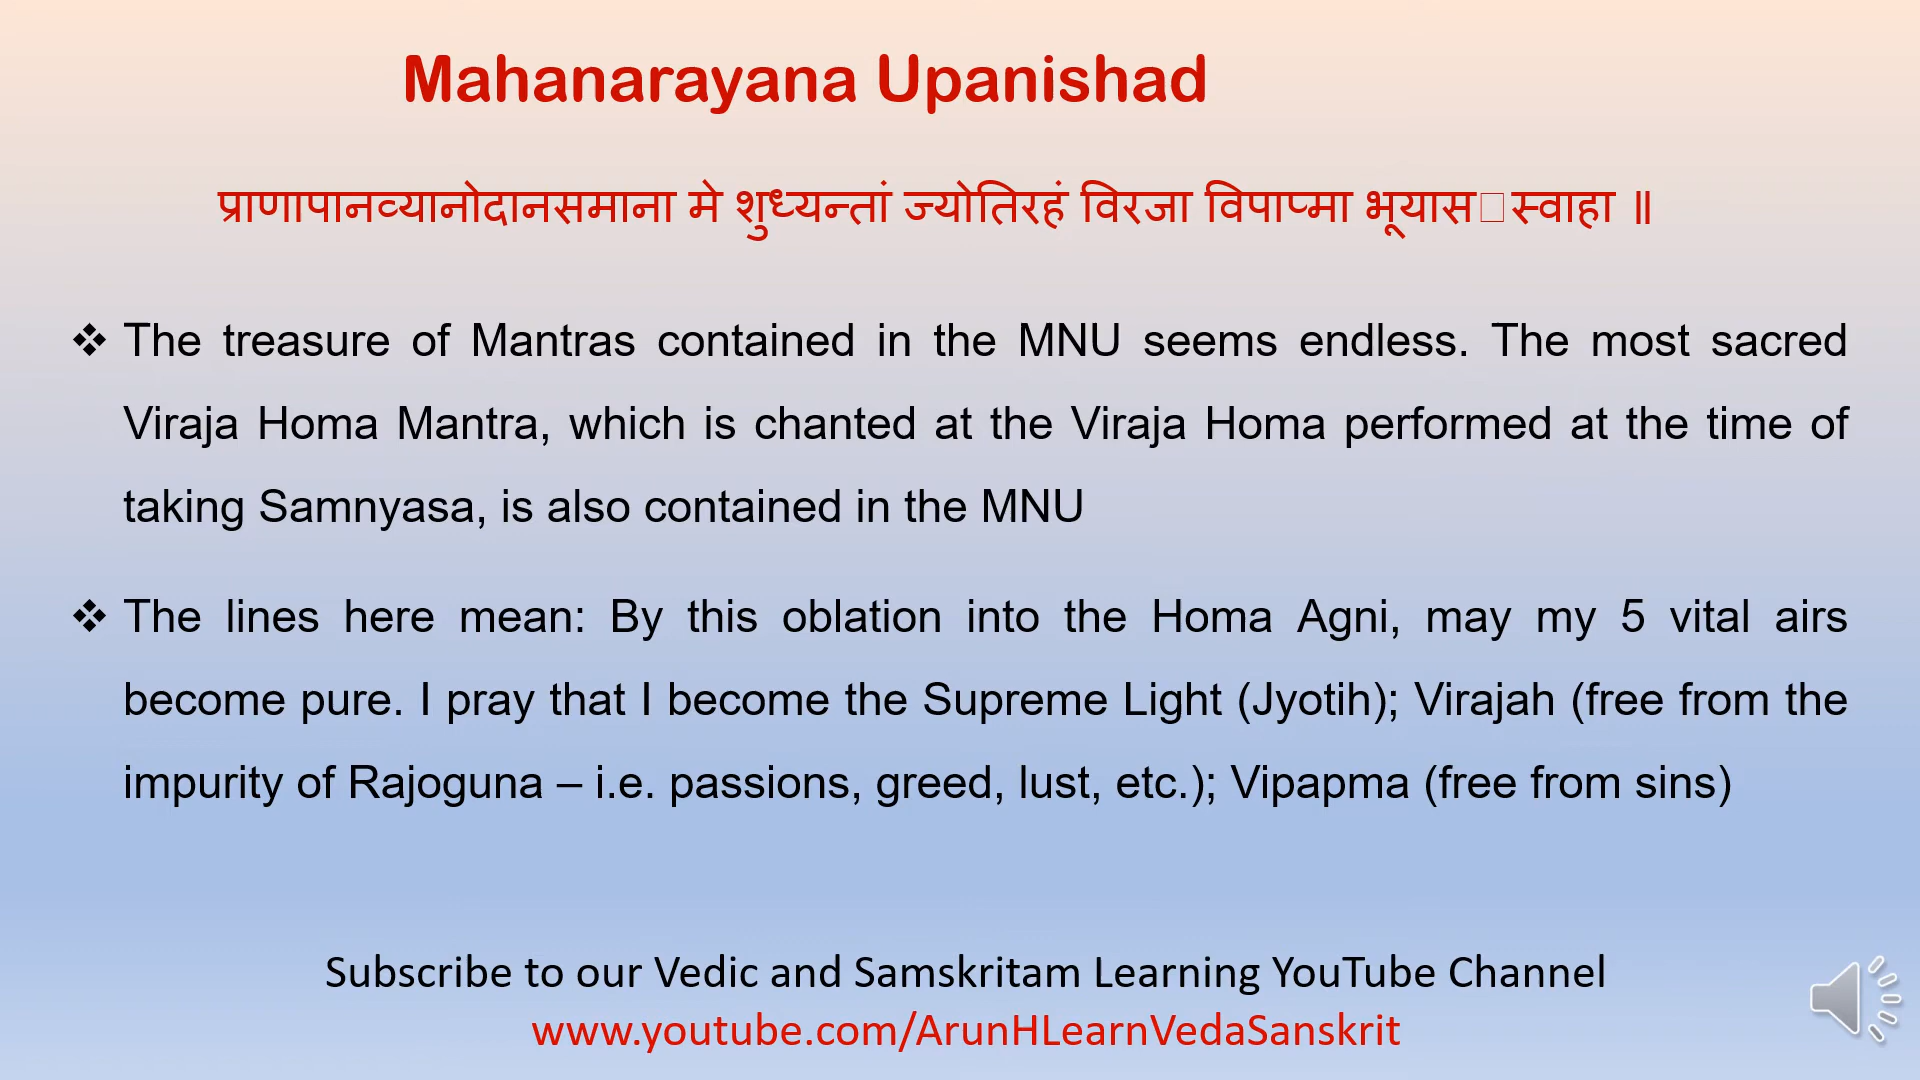 Mahanarayana Upanishad
प्राणापानव्यानोदानसमाना मे शुध्यन्तां ज्योतिरहं विरजा विपाप्मा भूयास□स्वाहा ॥
❖ The treasure of Mantras contained in the MNU seems endless. The most sacred
Viraja Homa Mantra, which is chanted at the Viraja Homa performed at the time of
taking Samnyasa, is also contained in the MNU
❖ The lines here mean: By this oblation into the Homa Agni, may my 5 vital airs
become pure. I pray that I become the Supreme Light (Jyotih); Virajah (free from the
impurity of Rajoguna – i.e. passions, greed, lust, etc.); Vipapma (free from sins)
Subscribe to our Vedic and Samskritam Learning YouTube Channel
www.youtube.com/ArunHLearnVedaSanskrit